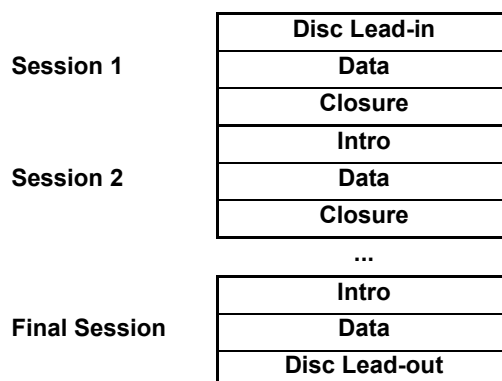 Disc Lead-in
Session 1 Data
Closure
Intro
Session 2 Data
Closure
...
Intro
Final Session Data
Disc Lead-out